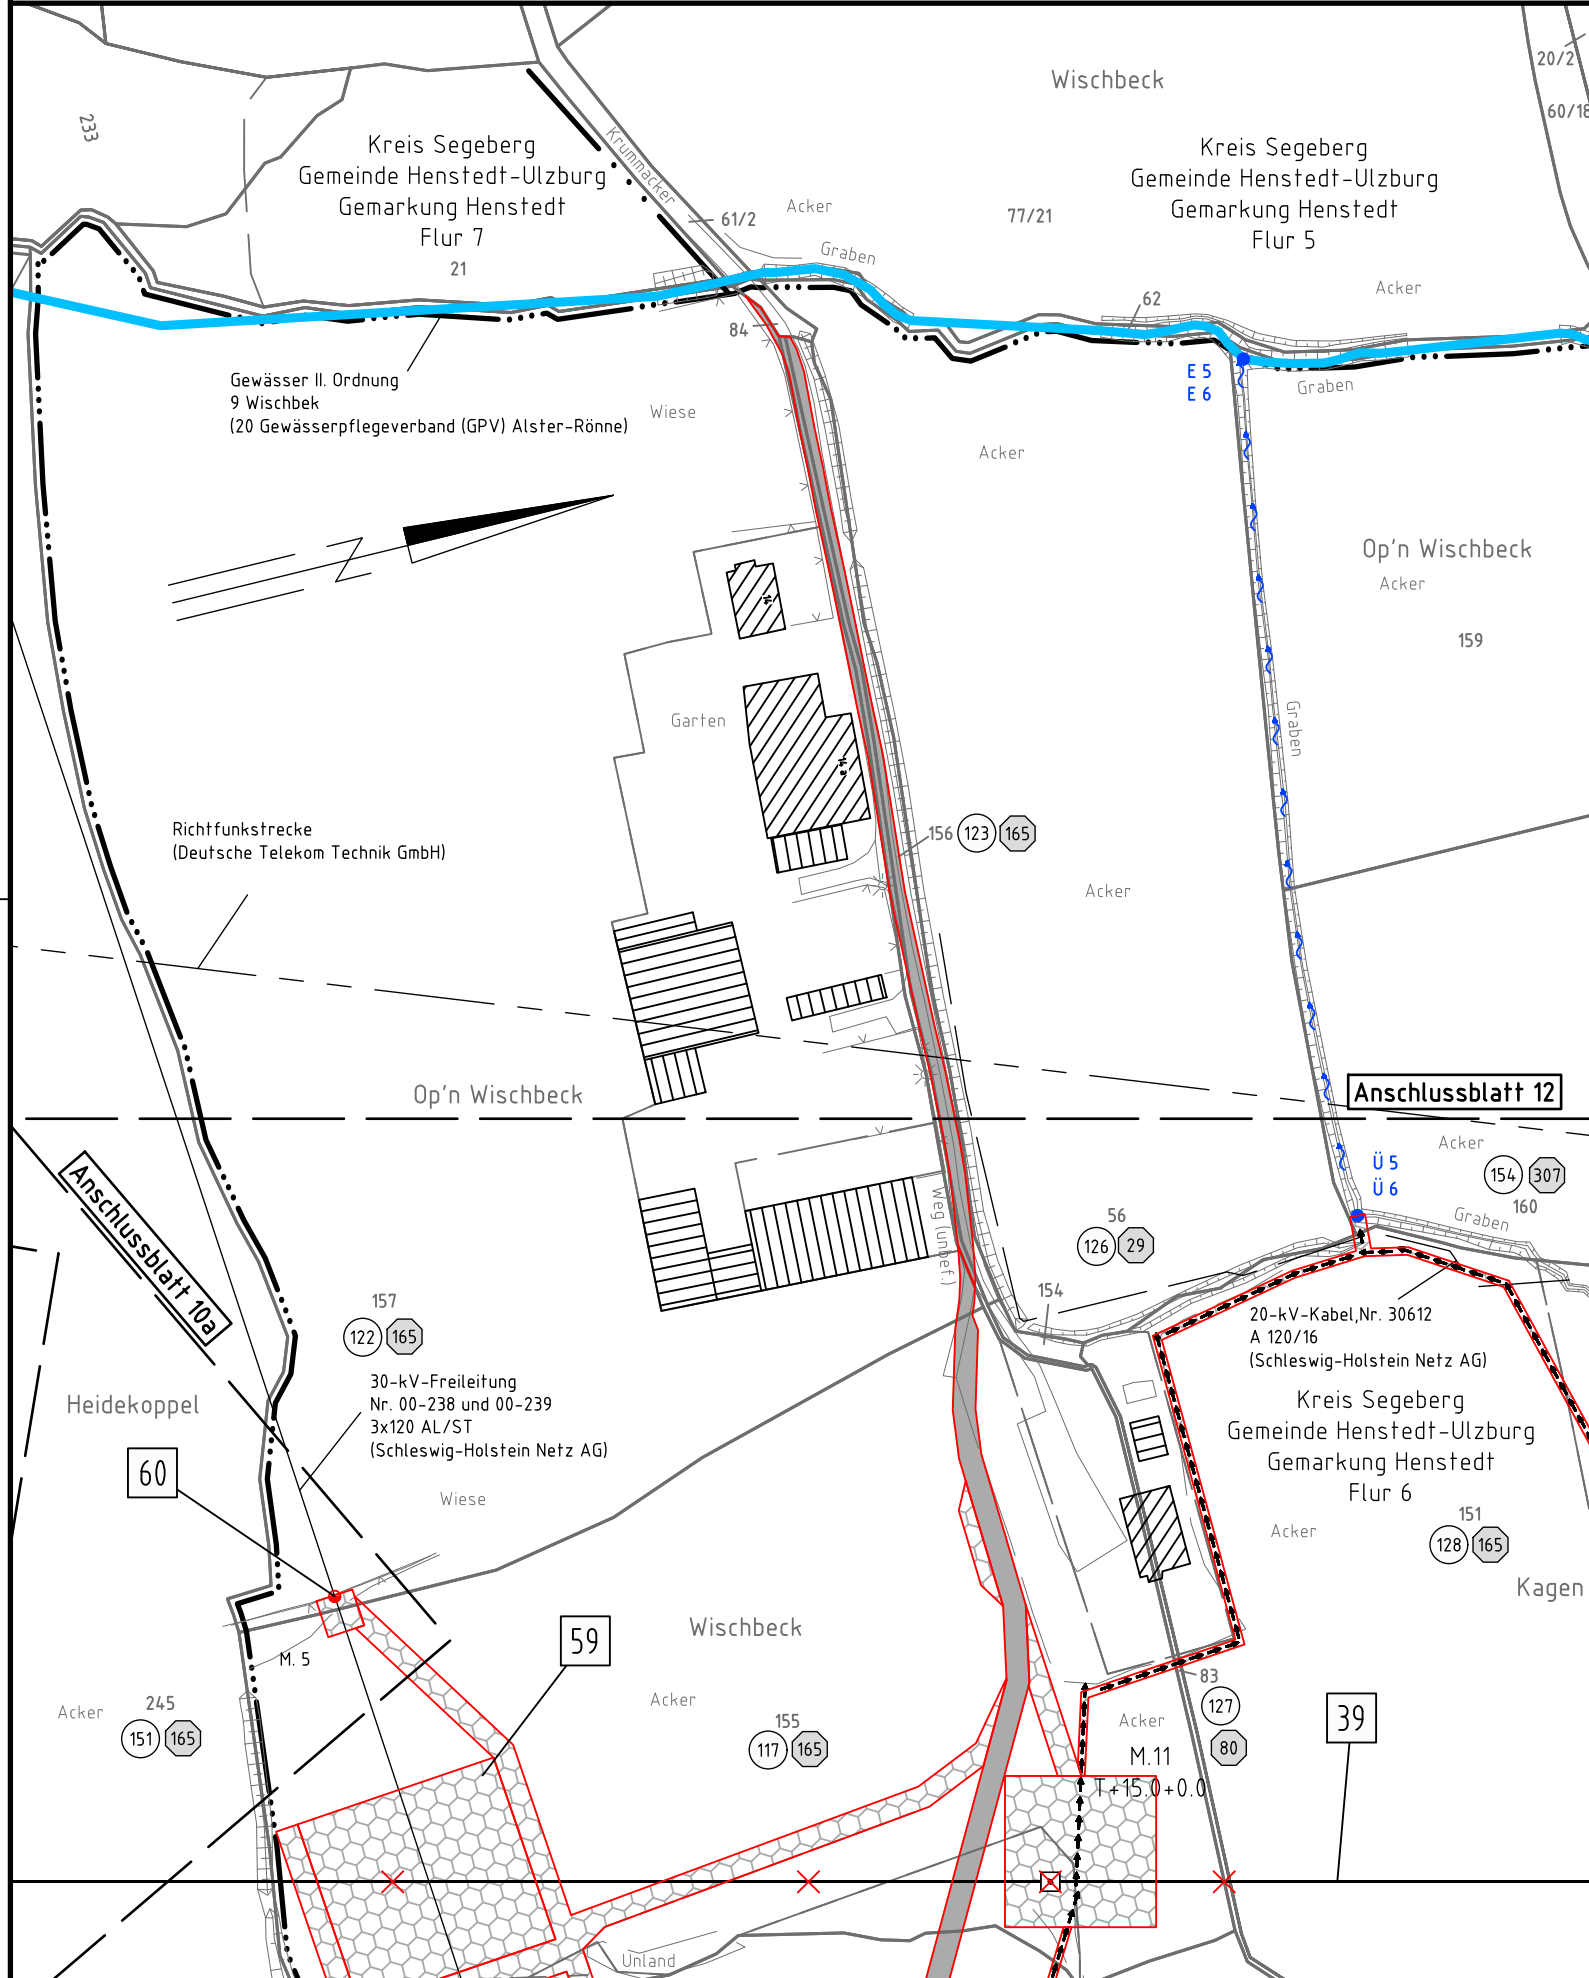 Wischbeck
20/2
60/18
233
Kreis Segeberg
Gemeinde Henstedt-Ulzburg
Gemarkung Henstedt
Flur 7
21
Krummacker
61/2
Acker
Graben
77/21
Kreis Segeberg
Gemeinde Henstedt-Ulzburg
Gemarkung Henstedt
Flur 5
Acker
62
84
E 5
E 6
Graben
Gewässer II. Ordnung
9 Wischbek
(20 Gewässerpflegeverband (GPV) Alster-Rönne)
Wiese
Acker
N
Op'n Wischbeck
Acker
159
14
Garten
14 a
Graben
Richtfunkstrecke
(Deutsche Telekom Technik GmbH)
156 123 165
Acker
Op'n Wischbeck
Anschlussblatt 12
Acker
154 307
160
Ü 5
Ü 6
Graben
Anschlussblatt 10a
Weg (unbef.)
56
126 29
154
157
122 165
20-kV-Kabel,Nr. 30612
A 120/16
(Schleswig-Holstein Netz AG)
30-kV-Freileitung
Nr. 00-238 und 00-239
3x120 AL/ST
(Schleswig-Holstein Netz AG)
Heidekoppel
Kreis Segeberg
Gemeinde Henstedt-Ulzburg
Gemarkung Henstedt
Flur 6
60
Wiese
Acker
151
128 165
Kagen
59
Wischbeck
M. 5
Acker
245
151 165
Acker
155
117 165
83
127
80
Acker
39
M.11
T+15.0+0.0
Unland